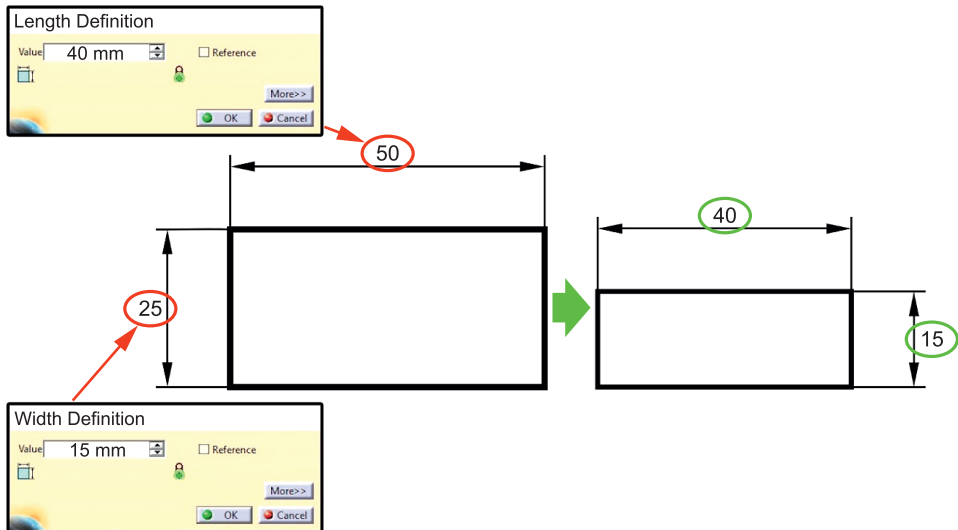 Length Definition
Value 40 mm Reference
More>>
OK Cancel
50
40
25
15
Width Definition
Value 15 mm Reference
More>>
OK Cancel